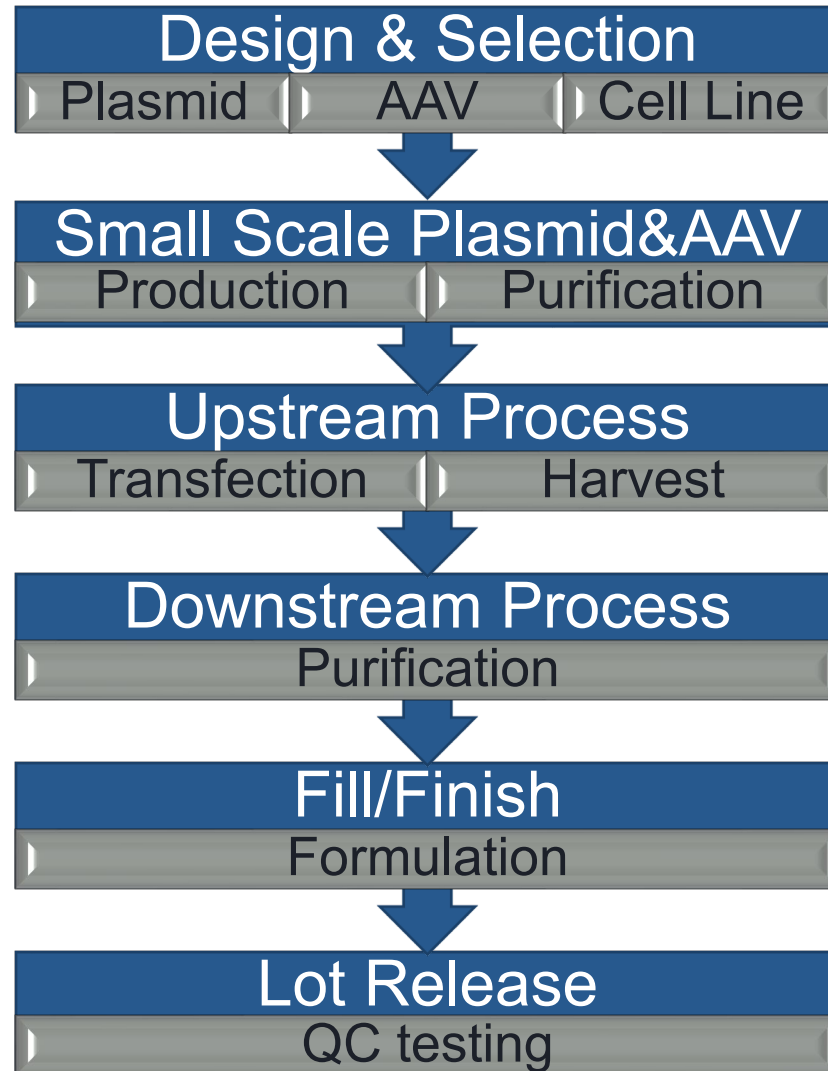 Design & Selection
Plasmid AAV Cell Line
Small Scale Plasmid&AAV
Production Purification
Upstream Process
Transfection Harvest
Downstream Process
Purification
Fill/Finish
Formulation
Lot Release
QC testing